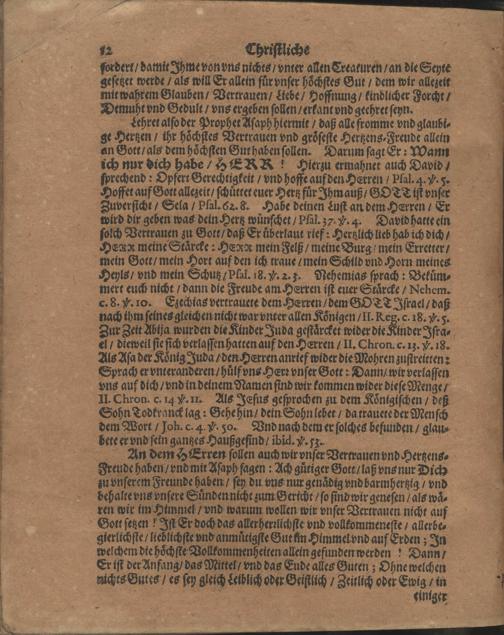 12 Christliche
fordert / damit Ihme von vns nichts / vnter allen Creaturen / an die Seyte
gesetzet werde / als will Er allein für vnser höchstes Gut / dem wir allezeit
mit wahrem Glauben / Vertrauen / Liebe / Hoffnung / kindlicher Forcht /
Demuht vnd Gedult / vns ergeben sollen / erkant vnd geehret seyn.
Lehret also der Prophet Asaph hiermit / daß alle fromme vnd glaubi-
ge Hertzen / ihr höchstes Vertrauen vnd gröseste Hertzens-Freude allein
an Gott / als dem höchsten Gut haben sollen. Darum sagt Er: Wann
ich nur dich habe / HERR! Hierzu ermahnet auch David /
sprechend: Opfert Gerechtigkeit / vnd hoffe auf den Herren / Psal. 4. ℣. 5.
Hoffet auf Gott allezeit / schüttet euer Hertz für Ihm auß / GOTT ist vnser
Zuversicht / Sela / Psal. 62. 8. Habe deinen Lust an dem Herren / Er
wird dir geben was dein Hertz wünschet / Psal. 37. ℣. 4. David hatte ein
solch Vertrauen zu Gott / daß Er überlaut rief: Hertzlich lieb hab ich dich /
HERR meine Stärcke: HERR mein Felß / meine Burg / mein Erretter /
mein Gott / mein Hort auf den ich traue / mein Schild vnd Horn meines
Heyls / vnd mein Schutz / Psal. 18. ℣. 2. 3. Nehemias sprach: Beküm-
mert euch nicht / dann die Freude am Herren ist euer Stärcke / Nehem.
c. 8. ℣. 10. Ezechias vertrauete dem Herren / dem GOTT Israel / daß
nach ihm seines gleichen nicht war vnter allen Königen / II. Reg. c. 18. ℣. 5.
Zur Zeit Abija wurden die Kinder Juda gestärcket wider die Kinder Isra-
el / dieweil sie sich verlassen hatten auf den Herren / II. Chron. c. 13. ℣. 18.
Als Asa der König Juda / den Herren anrief wider die Mohren zustreitten:
Sprach er vnter anderen / hülf vns Herr vnser Gott: Dann / wir verlassen
vns auf dich / vnd in deinem Namen sind wir kommen wider diese Menge /
II. Chron. c. 14 ℣. 11. Als Jesus gesprochen zu dem Königischen / deß
Sohn Todtkranck lag: Gehe hin / dein Sohn lebet / da trauete der Mensch
dem Wort / Joh. c. 4. ℣. 50. Vnd nach dem er solches befunden / glau-
bete er vnd sein gantzes Haußgesind / ibid. ℣. 53.
An dem HErren sollen auch wir vnser Vertrauen vnd Hertzens-
Freude haben / vnd mit Asaph sagen: Ach gütiger Gott / laß vns nur Dich
zu vnserem Freunde haben / sey du vns nur genädig vnd barmhertzig / vnd
behalte vns vnsere Sünden nicht zum Gericht / so sind wir genesen / als wä-
ren wir im Himmel / vnd warum wollen wir vnser Vertrauen nicht auf
Gott setzen! Ist Er doch das allerherrlichste vnd vollkommeneste / allerbe-
gierlichste / lieblichste vnd anmütigste Gut im Himmel vnd auf Erden; In
welchem die höchste Vollkommenheiten allein gefunden werden! Dann /
Er ist der Anfang / das Mittel / vnd das Ende alles Guten; Ohne welchen
nichts Gutes / es sey gleich Leiblich oder Geistlich / Zeitlich oder Ewig / in
einiger